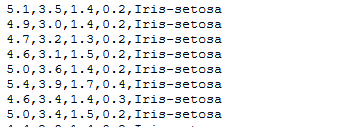 5.1,3.5,1.4,0.2,Iris-setosa
4.9,3.0,1.4,0.2,Iris-setosa
4.7,3.2,1.3,0.2,Iris-setosa
4.6,3.1,1.5,0.2,Iris-setosa
5.0,3.6,1.4,0.2,Iris-setosa
5.4,3.9,1.7,0.4,Iris-setosa
4.6,3.4,1.4,0.3,Iris-setosa
5.0,3.4,1.5,0.2,Iris-setosa